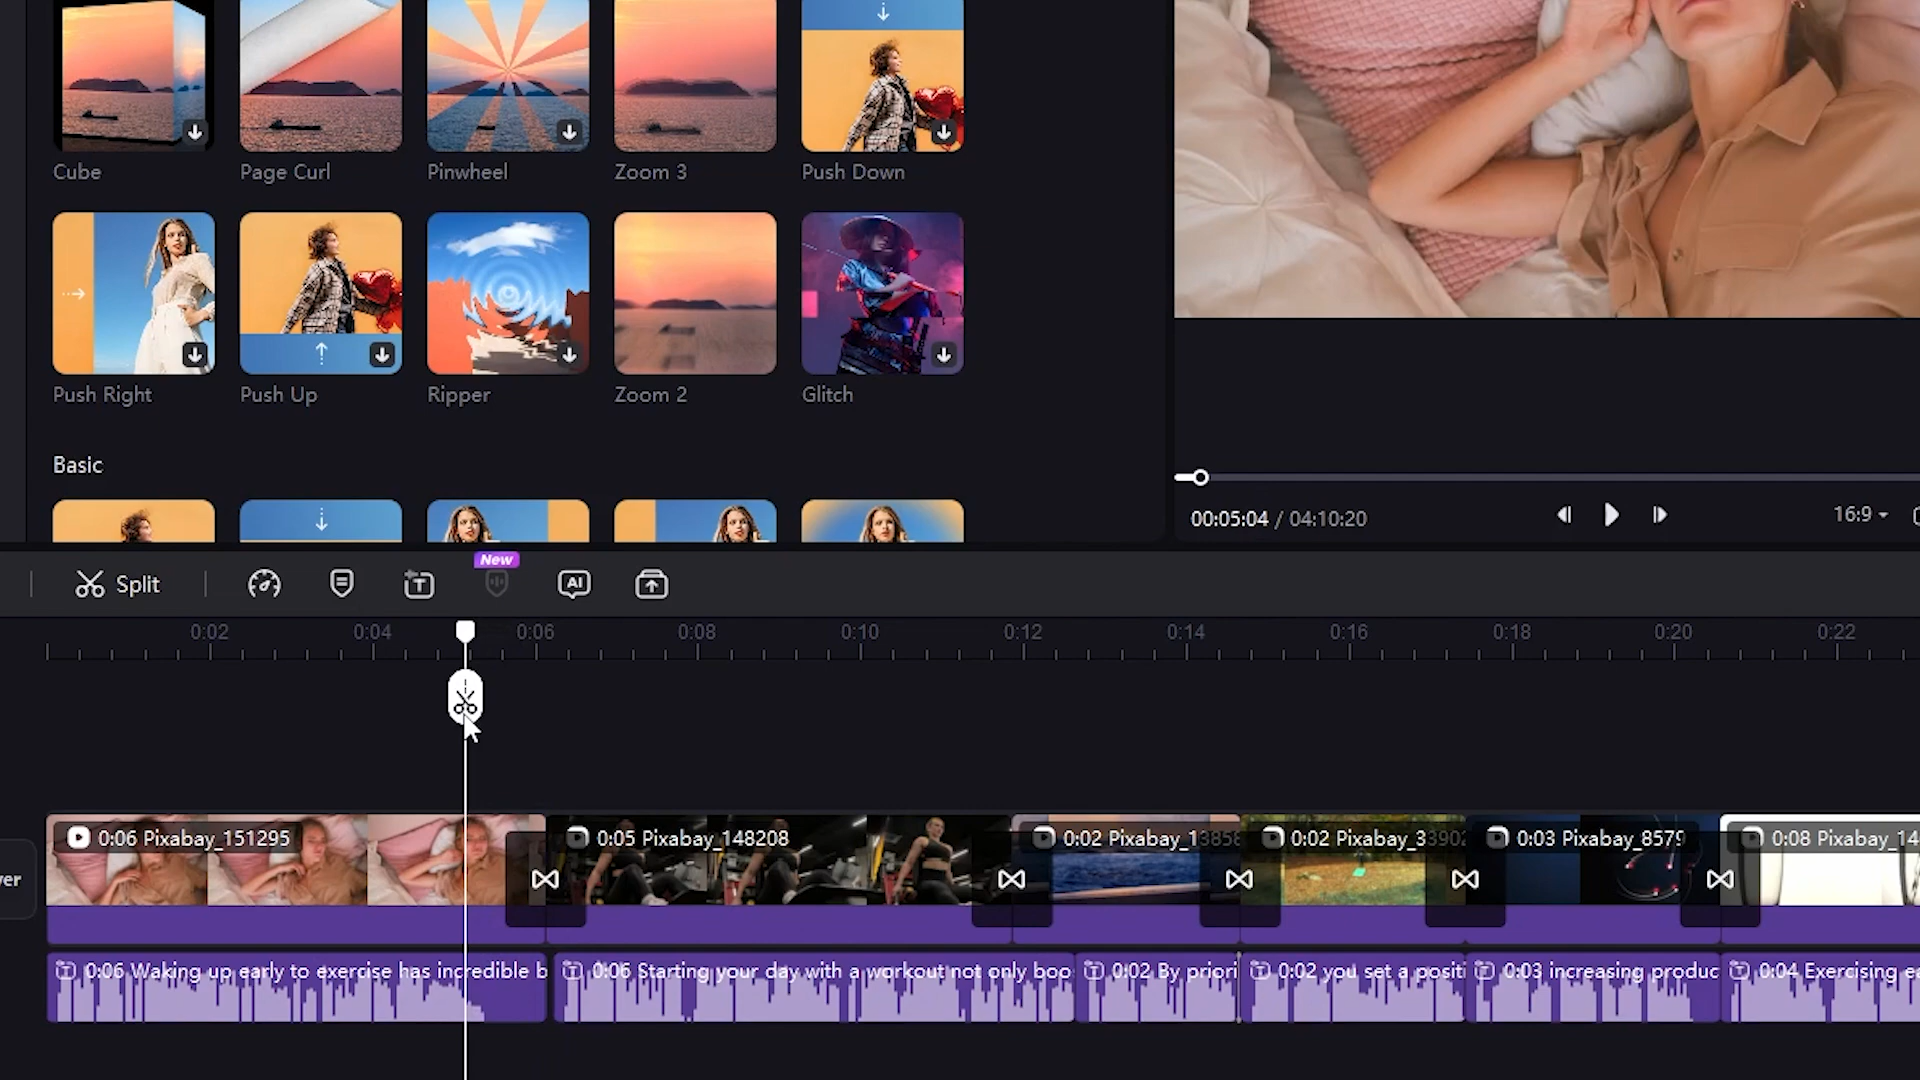 Cube
Page Curl
Pinwheel
Zoom 3
Push Down
Push Right
Push Up
Ripper
Zoom 2
Glitch
Basic
00:05:04 / 04:10:20
16:9
New
Split
AI
0:02
0:04
0:06
0:08
0:10
0:12
0:14
0:16
0:18
0:20
0:22
0:06 Pixabay_151295
0:05 Pixabay_148208
0:02 Pixabay_13856
0:02 Pixabay_33902
0:03 Pixabay_8579
0:08 Pixabay_14
ver
0:06 Waking up early to exercise has incredible b
0:06 Starting your day with a workout not only boo
0:02 By priori
0:02 you set a positi
0:03 increasing produc
0:04 Exercising ea